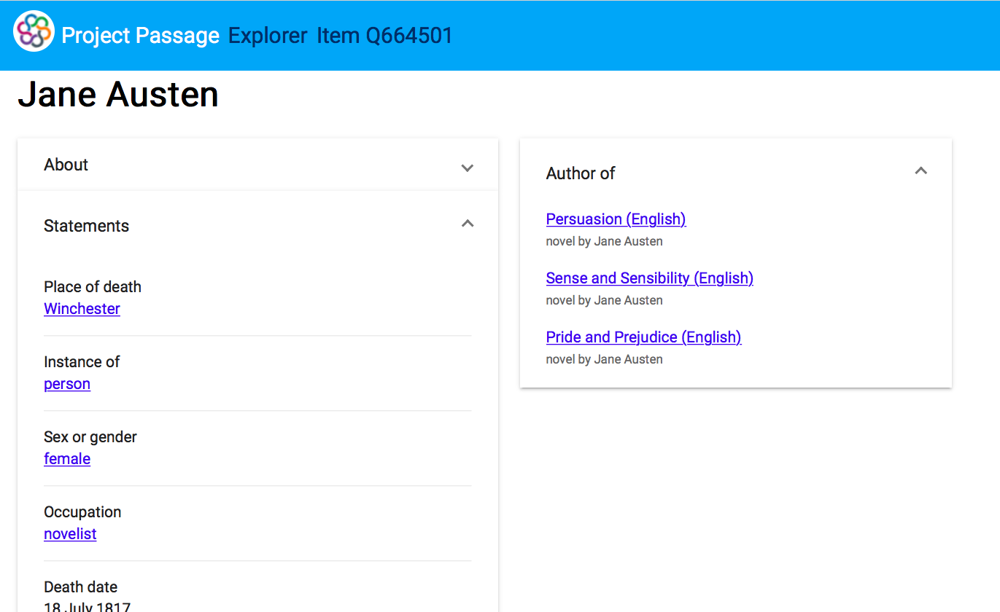 Project Passage Explorer Item Q664501
Jane Austen
About
Statements
Place of death
Winchester
Instance of
person
Sex or gender
female
Occupation
novelist
Death date
18 July 1817
Author of
Persuasion (English)
novel by Jane Austen
Sense and Sensibility (English)
novel by Jane Austen
Pride and Prejudice (English)
novel by Jane Austen